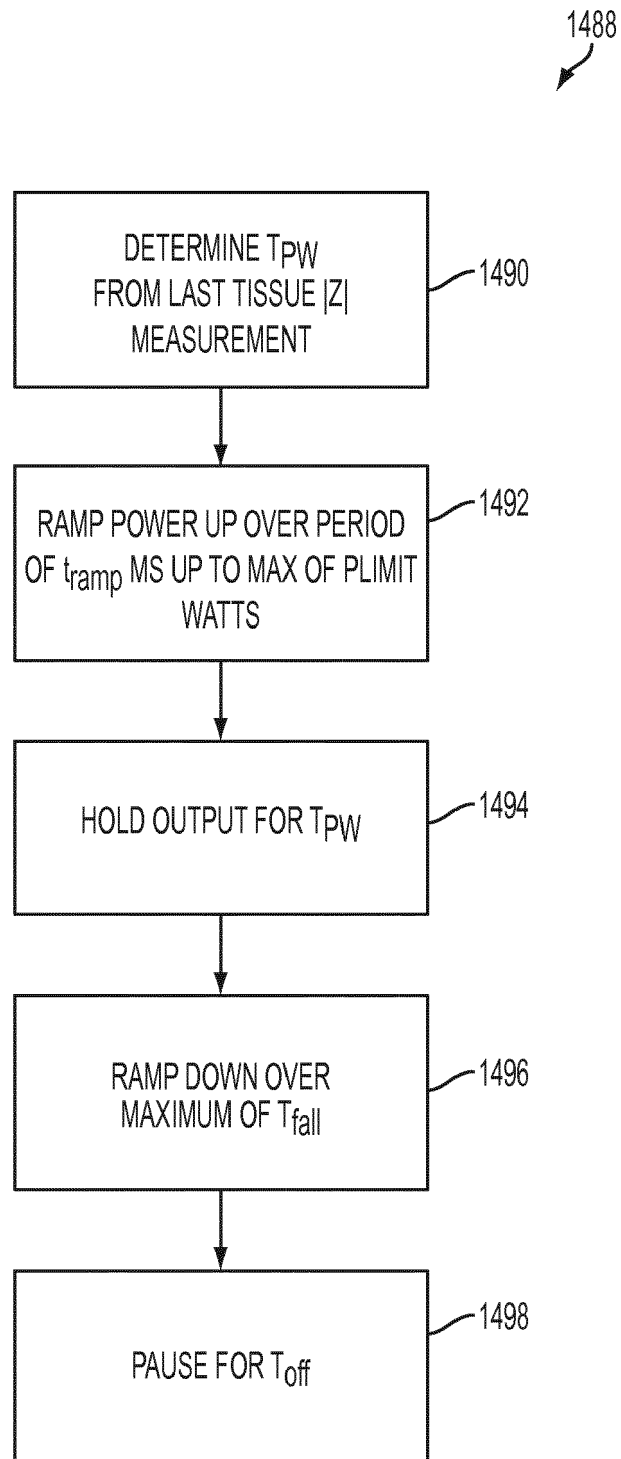 1488
DETERMINE TPW
FROM LAST TISSUE |Z|
MEASUREMENT
1490
RAMP POWER UP OVER PERIOD
OF tramp MS UP TO MAX OF PLIMIT
WATTS
1492
HOLD OUTPUT FOR TPW
1494
RAMP DOWN OVER
MAXIMUM OF Tfall
1496
PAUSE FOR Toff
1498